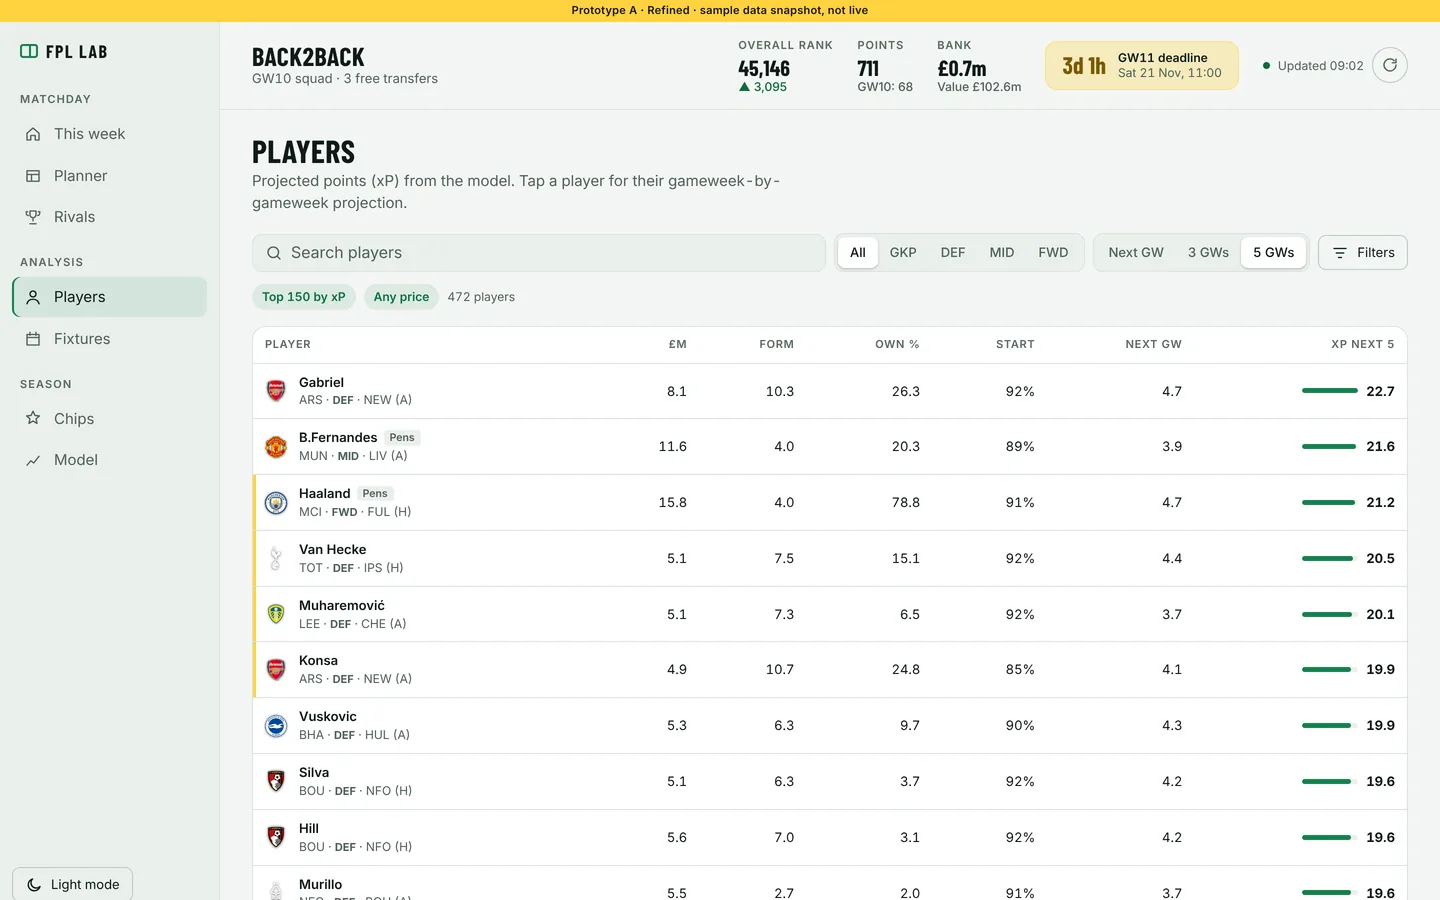 Prototype A · Refined · sample data snapshot, not live
FPL LAB
MATCHDAY
This week
Planner
Rivals
ANALYSIS
Players
Fixtures
SEASON
Chips
Model
Light mode
BACK2BACK
GW10 squad · 3 free transfers
OVERALL RANK
45,146
▲ 3,095
POINTS
711
GW10: 68
BANK
£0.7m
Value £102.6m
3d 1h
GW11 deadline
Sat 21 Nov, 11:00
Updated 09:02
PLAYERS
Projected points (xP) from the model. Tap a player for their gameweek-by-
gameweek projection.
Search players
All GKP DEF MID FWD
Next GW 3 GWs 5 GWs
Filters
Top 150 by xP Any price 472 players
PLAYER £M FORM OWN % START NEXT GW XP NEXT 5
Gabriel
ARS · DEF · NEW (A)
8.1 10.3 26.3 92% 4.7 22.7
B.Fernandes Pens
MUN · MID · LIV (A)
11.6 4.0 20.3 89% 3.9 21.6
Haaland Pens
MCI · FWD · FUL (H)
15.8 4.0 78.8 91% 4.7 21.2
Van Hecke
TOT · DEF · IPS (H)
5.1 7.5 15.1 92% 4.4 20.5
Muharemović
LEE · DEF · CHE (A)
5.1 7.3 6.5 92% 3.7 20.1
Konsa
ARS · DEF · NEW (A)
4.9 10.7 24.8 85% 4.1 19.9
Vuskovic
BHA · DEF · HUL (A)
5.3 6.3 9.7 90% 4.3 19.9
Silva
BOU · DEF · NFO (H)
5.1 6.3 3.7 92% 4.2 19.6
Hill
BOU · DEF · NFO (H)
5.6 7.0 3.1 92% 4.2 19.6
Murillo
NFO · DEF · BOU (A)
5.5 2.7 2.0 91% 3.7 19.6